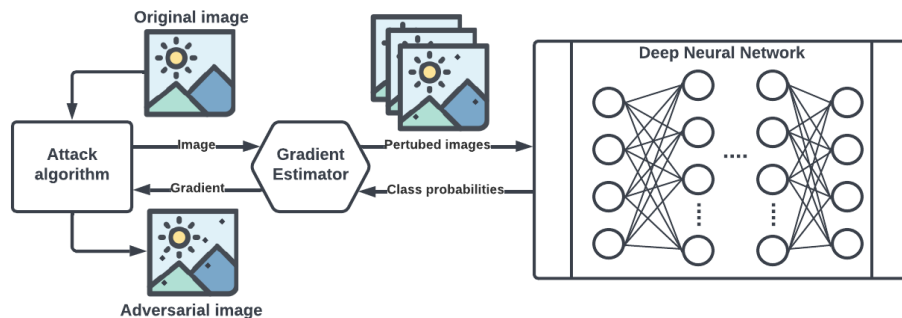 Original image
Deep Neural Network
Attack
algorithm
Image
Gradient
Gradient
Estimator
Pertubed images
Class probabilities
Adversarial image